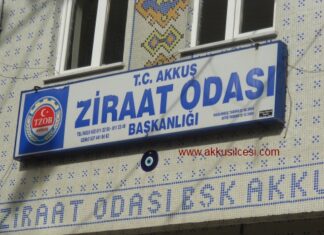 T.C. AKKUŞ
ZİRAAT ODASI
BAŞKANLIĞI
TZOB
www.akkusilcesi.com
ZİRAAT ODASI BŞK AKKU